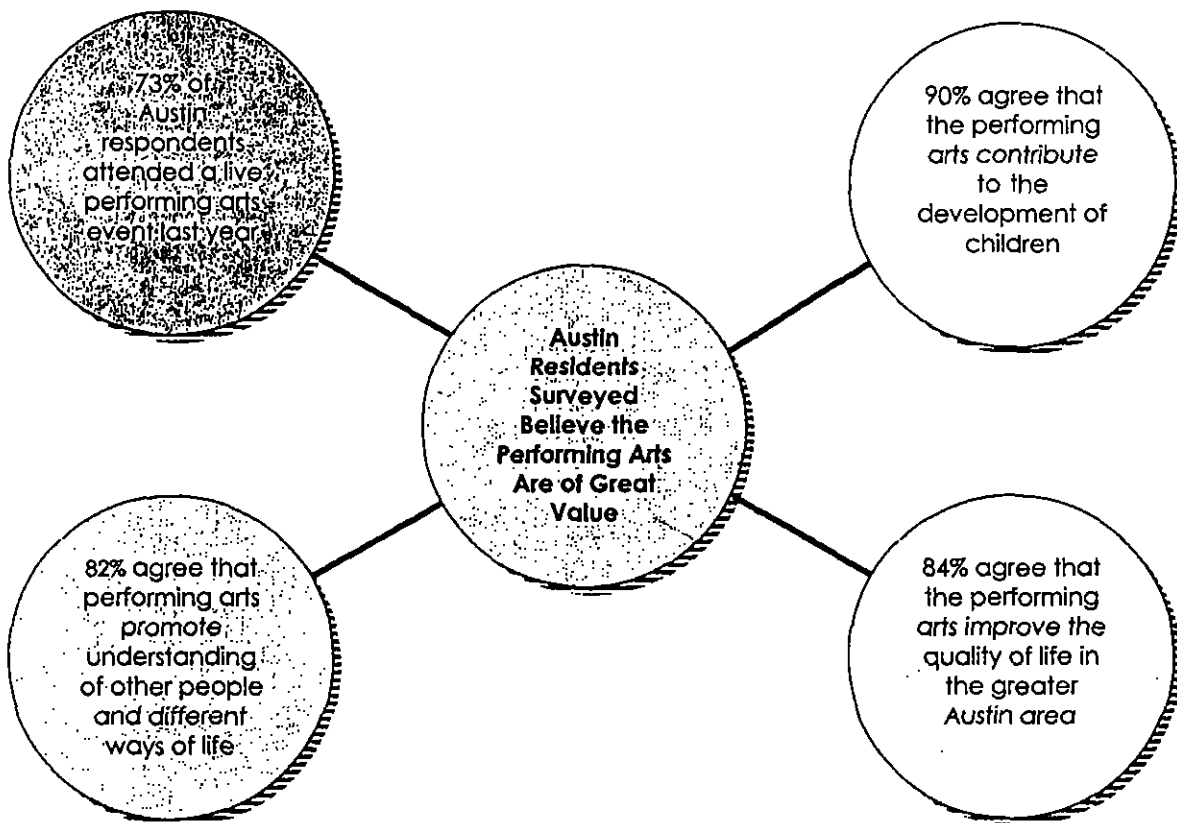 73% of
Austin
respondents
attended a live
performing arts
event last year
90% agree that
the performing
arts contribute
to the
development of
children
Austin
Residents
Surveyed
Believe the
Performing Arts
Are of Great
Value
82% agree that
performing arts
promote
understanding
of other people
and different
ways of life
84% agree that
the performing
arts improve the
quality of life in
the greater
Austin area